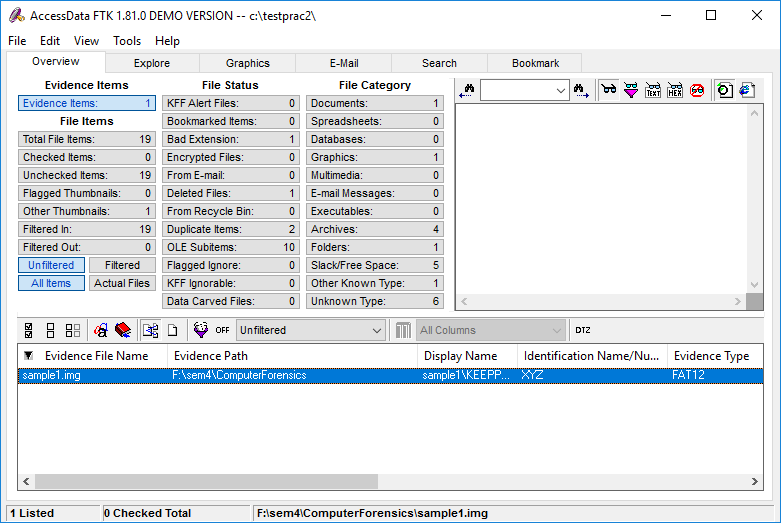 AccessData FTK 1.81.0 DEMO VERSION -- c:\testprac2\
File Edit View Tools Help
Overview Explore Graphics E-Mail Search Bookmark
Evidence Items File Status File Category
Evidence Items: 1 KFF Alert Files: 0 Documents: 1
File Items Bookmarked Items: 0 Spreadsheets: 0
Total File Items: 19 Bad Extension: 1 Databases: 0
Checked Items: 0 Encrypted Files: 0 Graphics: 1
Unchecked Items: 19 From E-mail: 0 Multimedia: 0
Flagged Thumbnails: 0 Deleted Files: 1 E-mail Messages: 0
Other Thumbnails: 1 From Recycle Bin: 0 Executables: 0
Filtered In: 19 Duplicate Items: 2 Archives: 4
Filtered Out: 0 OLE Subitems: 10 Folders: 1
Unfiltered Filtered Flagged Ignore: 0 Slack/Free Space: 5
All Items Actual Files KFF Ignorable: 0 Other Known Type: 1
Data Carved Files: 0 Unknown Type: 6
TEXT HEX
OFF Unfiltered All Columns DTZ
Evidence File Name Evidence Path Display Name Identification Name/Nu... Evidence Type
sample1.img F:\sem4\ComputerForensics sample1\KEEPP... XYZ FAT12
1 Listed 0 Checked Total F:\sem4\ComputerForensics\sample1.img